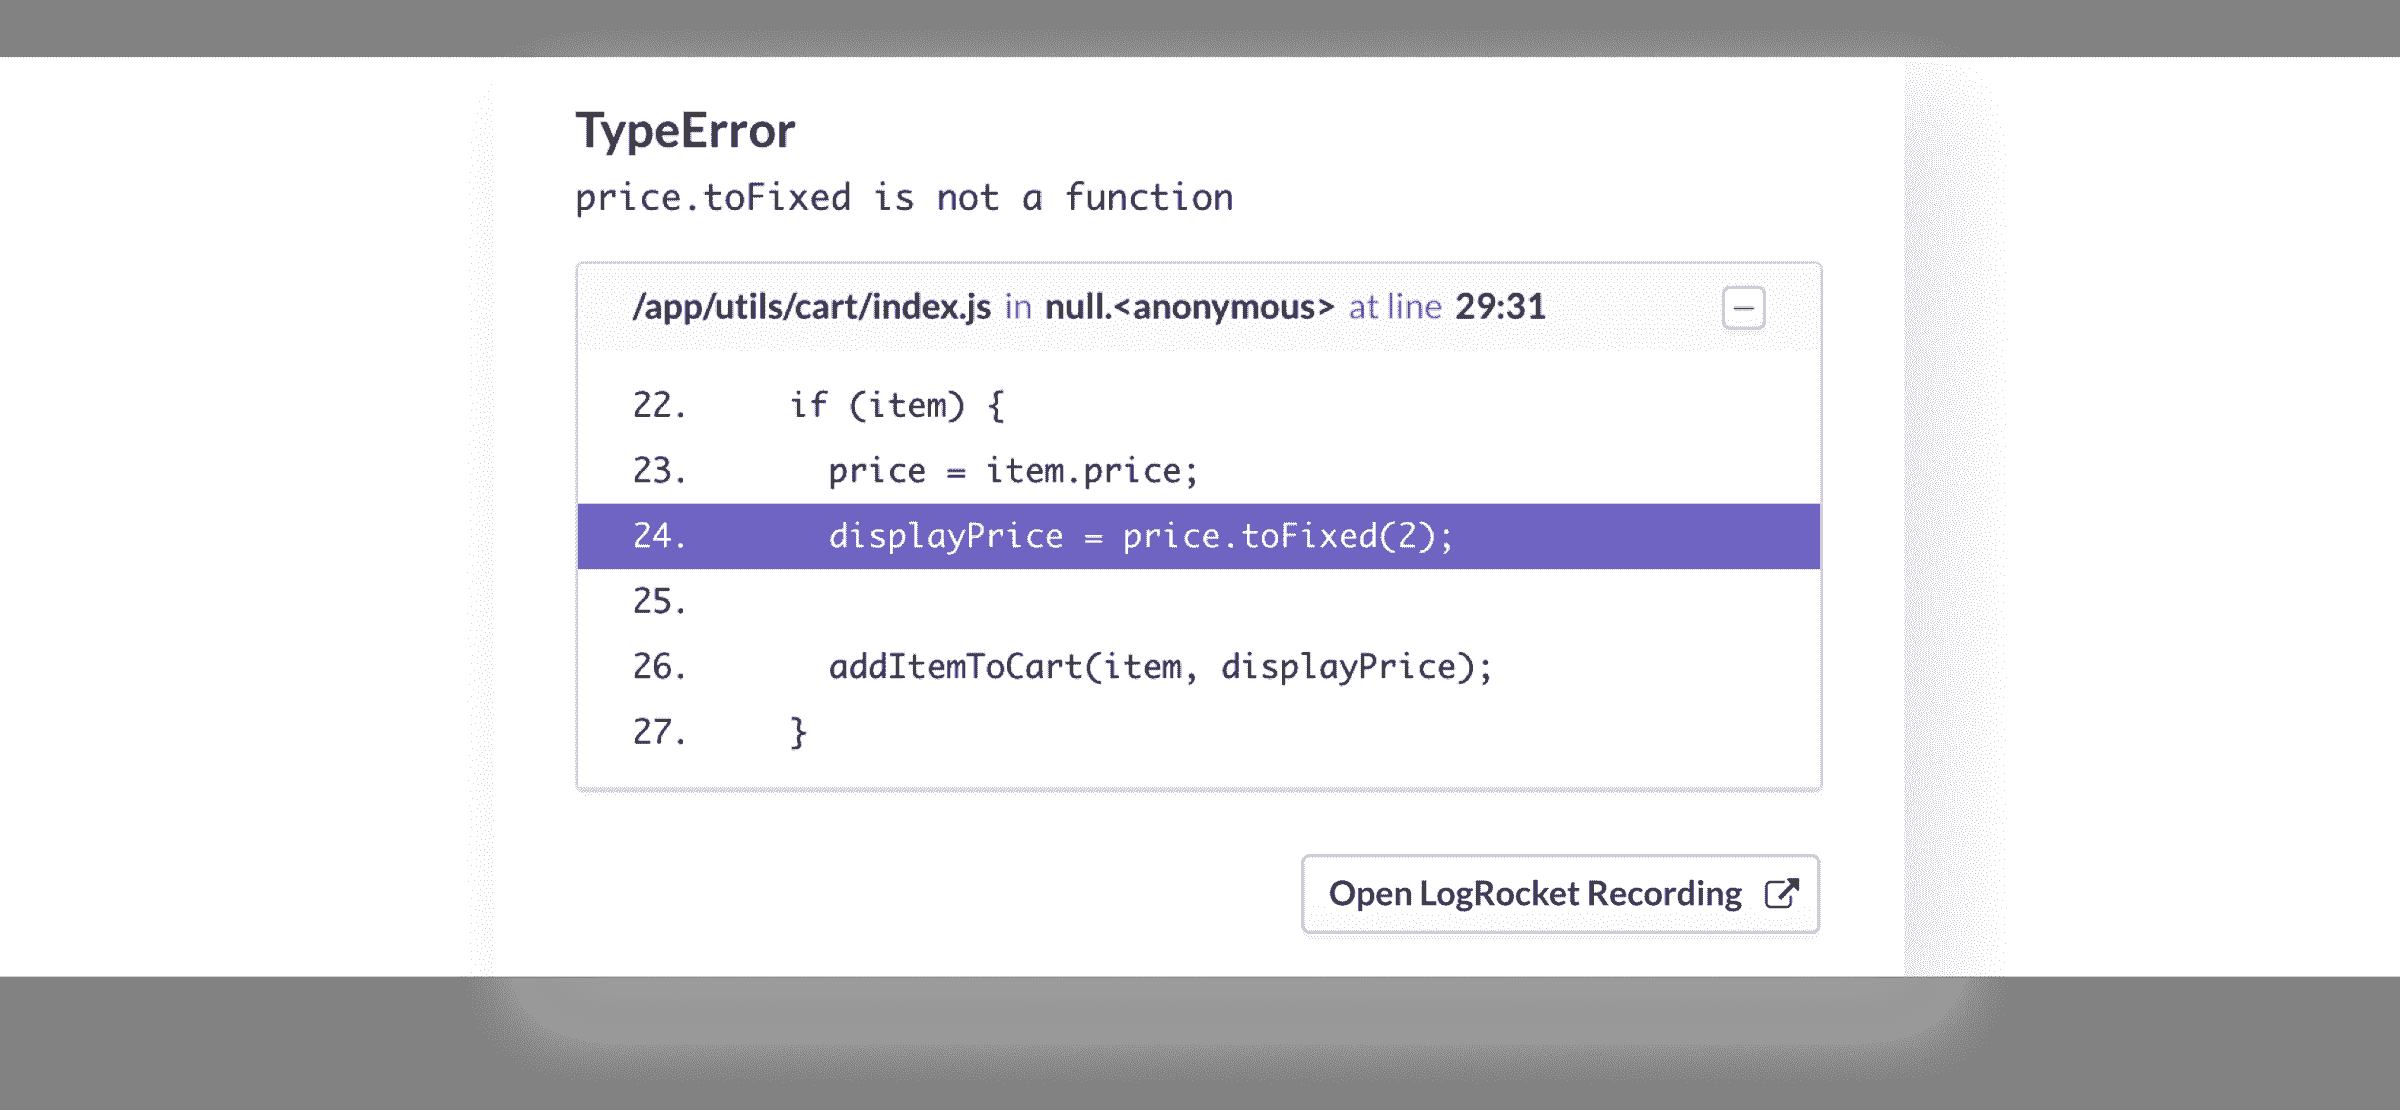 TypeError
price.toFixed is not a function
/app/utils/cart/index.js in null.<anonymous> at line 29:31
22. if (item) {
23. price = item.price;
24. displayPrice = price.toFixed(2);
25.
26. addItemToCart(item, displayPrice);
27. }
Open LogRocket Recording